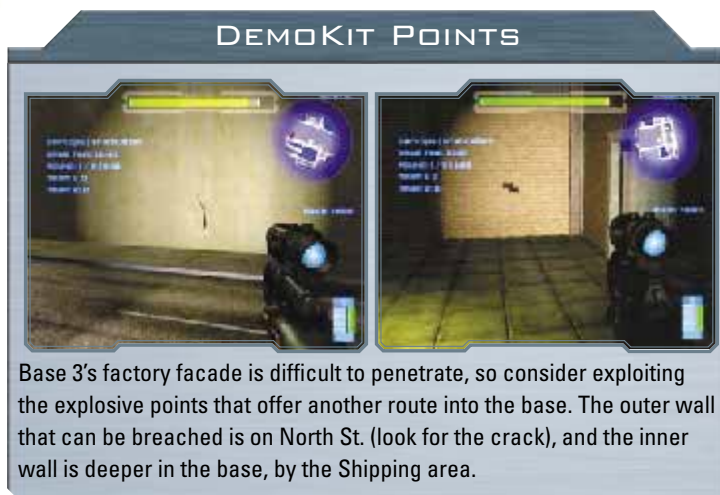 DEMOKIT POINTS
Base 3's factory facade is difficult to penetrate, so consider exploiting
the explosive points that offer another route into the base. The outer wall
that can be breached is on North St. (look for the crack), and the inner
wall is deeper in the base, by the Shipping area.